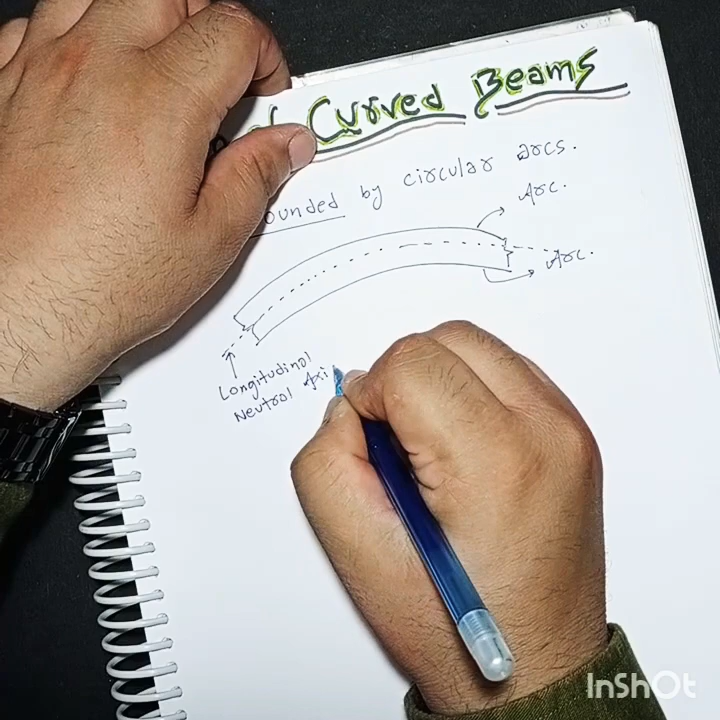 Curved Beams
ounded by circular arcs.
Arc.
Arc.
Longitudinal
Neutral Axi
InShOt